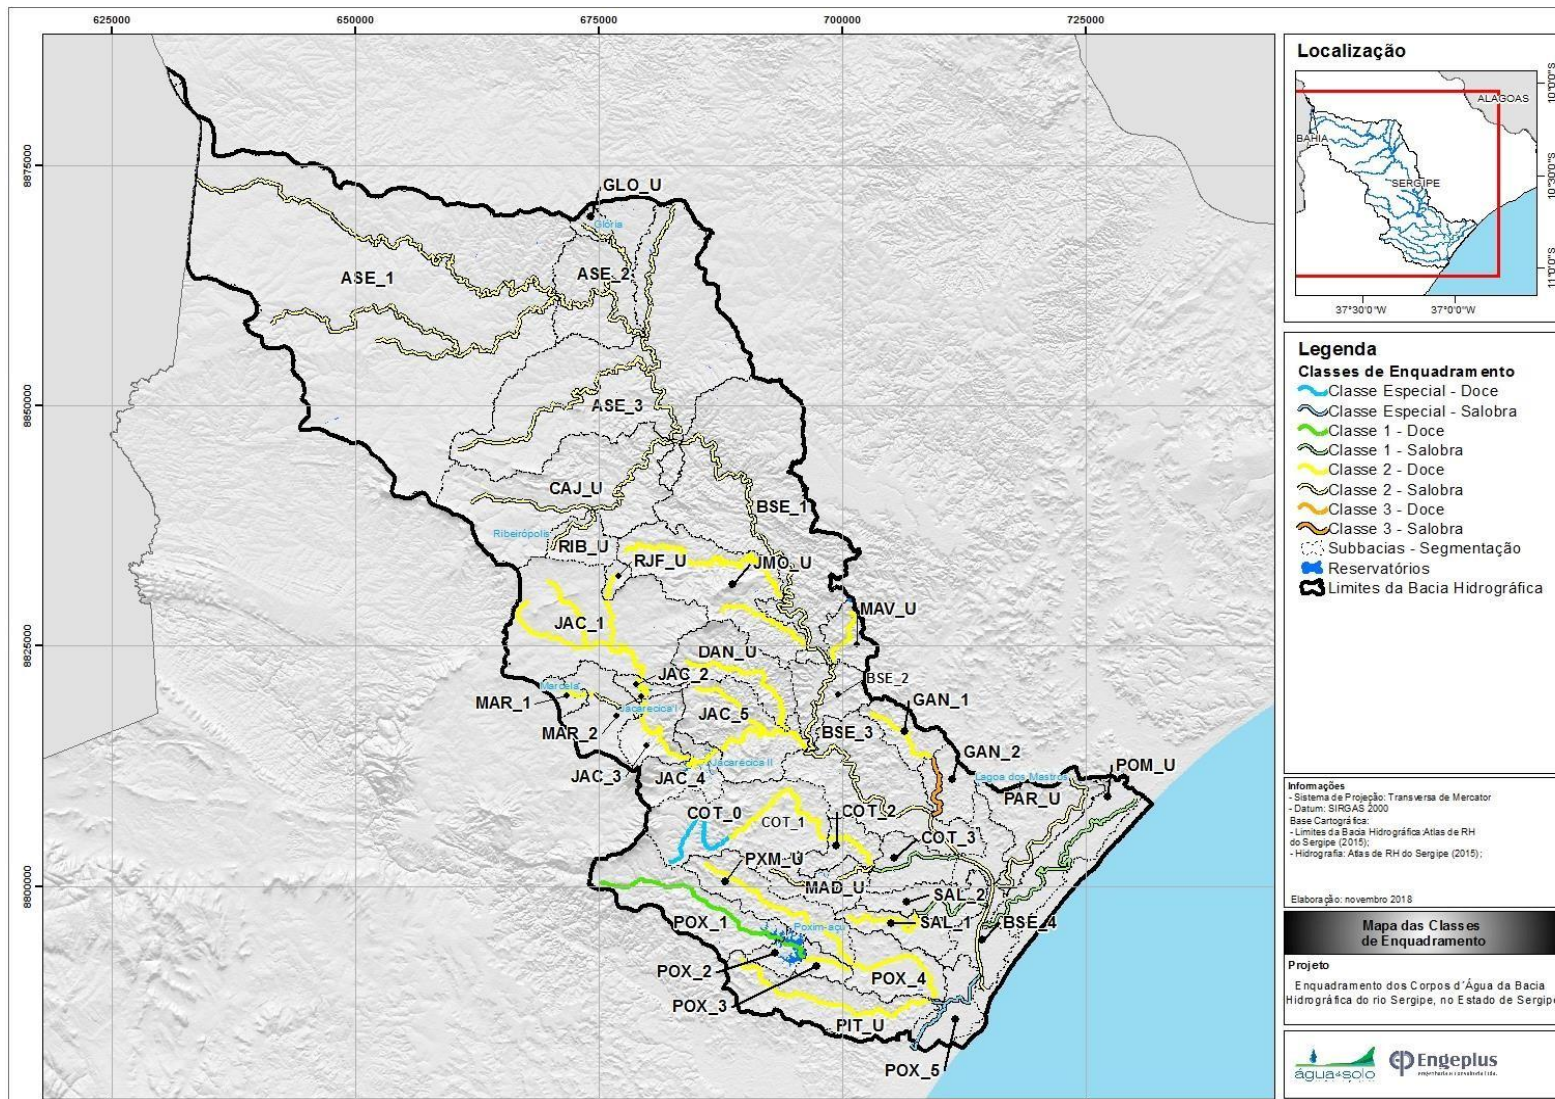 625000
650000
675000
700000
725000
8875000
8850000
8825000
8800000
GLO_U
Glória
ASE_1
ASE_2
ASE_3
CAJ_U
BSE_1
Ribeirópolis
RIB_U
RJF_U
JMO_U
MAV_U
JAC_1
DAN_U
JAC_2
BSE_2
Marcela
MAR_1
GAN_1
Jacarecica I
JAC_5
MAR_2
BSE_3
GAN_2
JAC_3
JAC_4
Jacarecica II
Lagoa dos Mastros
POM_U
PAR_U
COT_0
COT_1
COT_2
COT_3
PXM_U
MAD_U
SAL_2
POX_1
SAL_1
BSE_4
Poxim-açu
POX_2
POX_4
POX_3
PIT_U
POX_5
Localização
ALAGOAS
BAHIA
SERGIPE
10°0'0"S
10°30'0"S
11°0'0"S
37°30'0"W
37°0'0"W
Legenda
Classes de Enquadramento
Classe Especial - Doce
Classe Especial - Salobra
Classe 1 - Doce
Classe 1 - Salobra
Classe 2 - Doce
Classe 2 - Salobra
Classe 3 - Doce
Classe 3 - Salobra
Subbacias - Segmentação
Reservatórios
Limites da Bacia Hidrográfica
Informações
- Sistema de Projeção: Transversa de Mercator
- Datum: SIRGAS 2000
Base Cartográfica:
- Limites da Bacia Hidrográfica:Atlas de RH
do Sergipe (2015);
- Hidrografia: Atlas de RH do Sergipe (2015);
Elaboração: novembro 2018
Mapa das Classes
de Enquadramento
Projeto
Enquadramento dos Corpos d'Água da Bacia
Hidrográfica do rio Sergipe, no Estado de Sergipe
água e solo
Engeplus
engenharia e consultoria ltda.